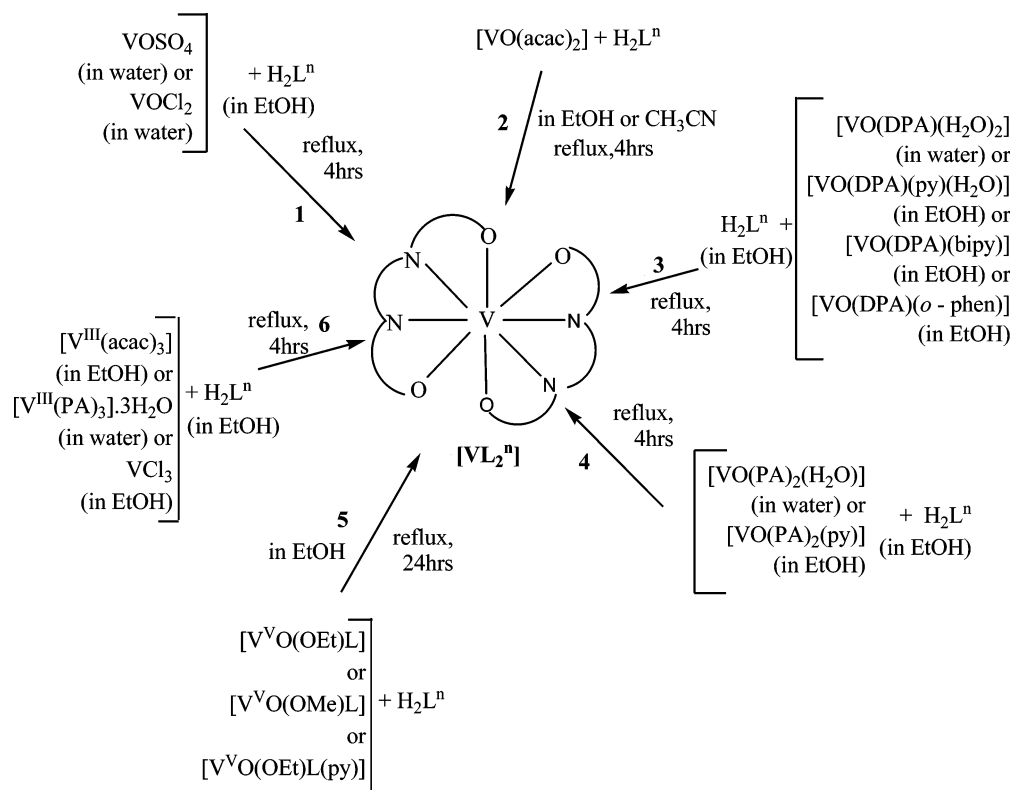 VOSO₄
(in water) or
VOCl₂
(in water)
+ H₂Lⁿ
(in EtOH)
reflux,
4hrs
1
[VO(acac)₂] + H₂Lⁿ
2
in EtOH or CH₃CN
reflux,4hrs
[VO(DPA)(H₂O)₂]
(in water) or
[VO(DPA)(py)(H₂O)]
(in EtOH) or
[VO(DPA)(bipy)]
(in EtOH) or
[VO(DPA)(o - phen)]
(in EtOH)
H₂Lⁿ +
(in EtOH)
3
reflux,
4hrs
O
O
N
N
V
N
N
O
O
[VL₂ⁿ]
[Vᴵᴵᴵ(acac)₃]
(in EtOH) or
[Vᴵᴵᴵ(PA)₃].3H₂O
(in water) or
VCl₃
(in EtOH)
+ H₂Lⁿ
(in EtOH)
reflux,
4hrs
6
reflux,
4hrs
4
[VO(PA)₂(H₂O)]
(in water) or
[VO(PA)₂(py)]
(in EtOH)
+ H₂Lⁿ
(in EtOH)
5
in EtOH
reflux,
24hrs
[VⱽO(OEt)L]
or
[VⱽO(OMe)L]
or
[VⱽO(OEt)L(py)]
+ H₂Lⁿ